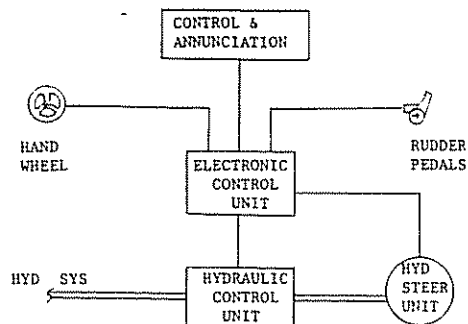 CONTROL &
ANNUNCIATION
HAND
WHEEL
RUDDER
PEDALS
ELECTRONIC
CONTROL
UNIT
HYD SYS
HYDRAULIC
CONTROL
UNIT
HYD
STEER
UNIT